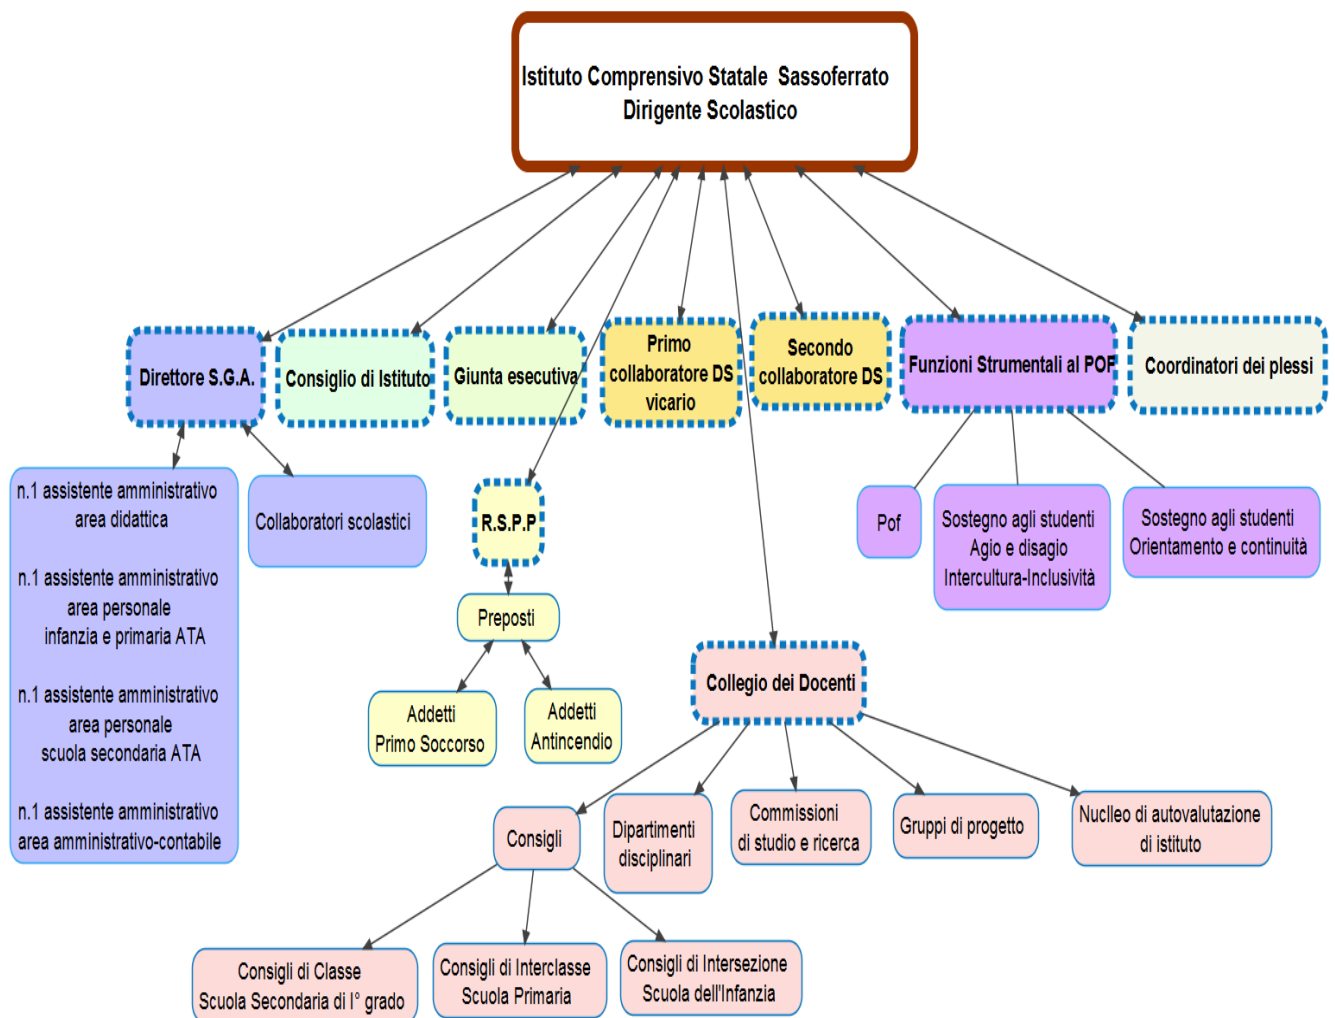 Istituto Comprensivo Statale Sassoferrato
Dirigente Scolastico
Direttore S.G.A.
Consiglio di Istituto
Giunta esecutiva
Primo
collaboratore DS
vicario
Secondo
collaboratore DS
Funzioni Strumentali al POF
Coordinatori dei plessi
n.1 assistente amministrativo
area didattica
n.1 assistente amministrativo
area personale
infanzia e primaria ATA
n.1 assistente amministrativo
area personale
scuola secondaria ATA
n.1 assistente amministrativo
area amministrativo-contabile
Collaboratori scolastici
R.S.P.P
Preposti
Addetti
Primo Soccorso
Addetti
Antincendio
Pof
Sostegno agli studenti
Agio e disagio
Intercultura-Inclusività
Sostegno agli studenti
Orientamento e continuità
Collegio dei Docenti
Consigli
Dipartimenti
disciplinari
Commissioni
di studio e ricerca
Gruppi di progetto
Nuclleo di autovalutazione
di istituto
Consigli di Classe
Scuola Secondaria di I° grado
Consigli di Interclasse
Scuola Primaria
Consigli di Intersezione
Scuola dell'Infanzia